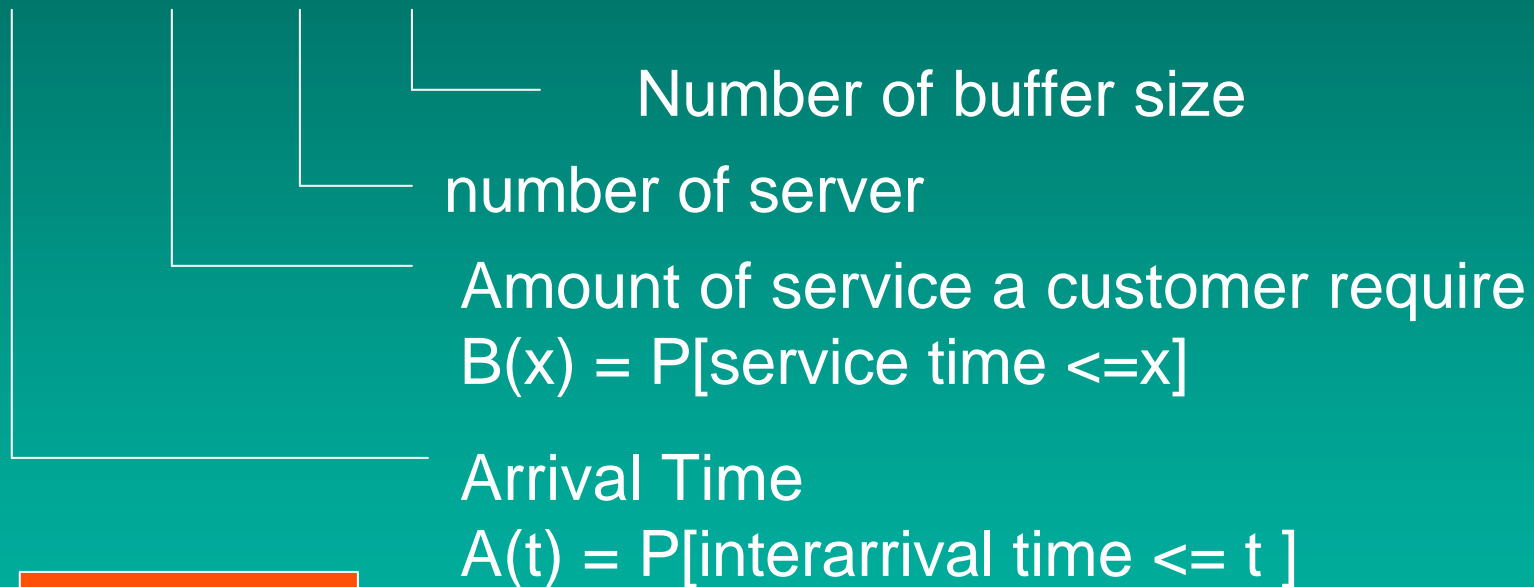 Number of buffer size
number of server
Amount of service a customer require
B(x) = P[service time <=x]
Arrival Time
A(t) = P[interarrival time <= t ]